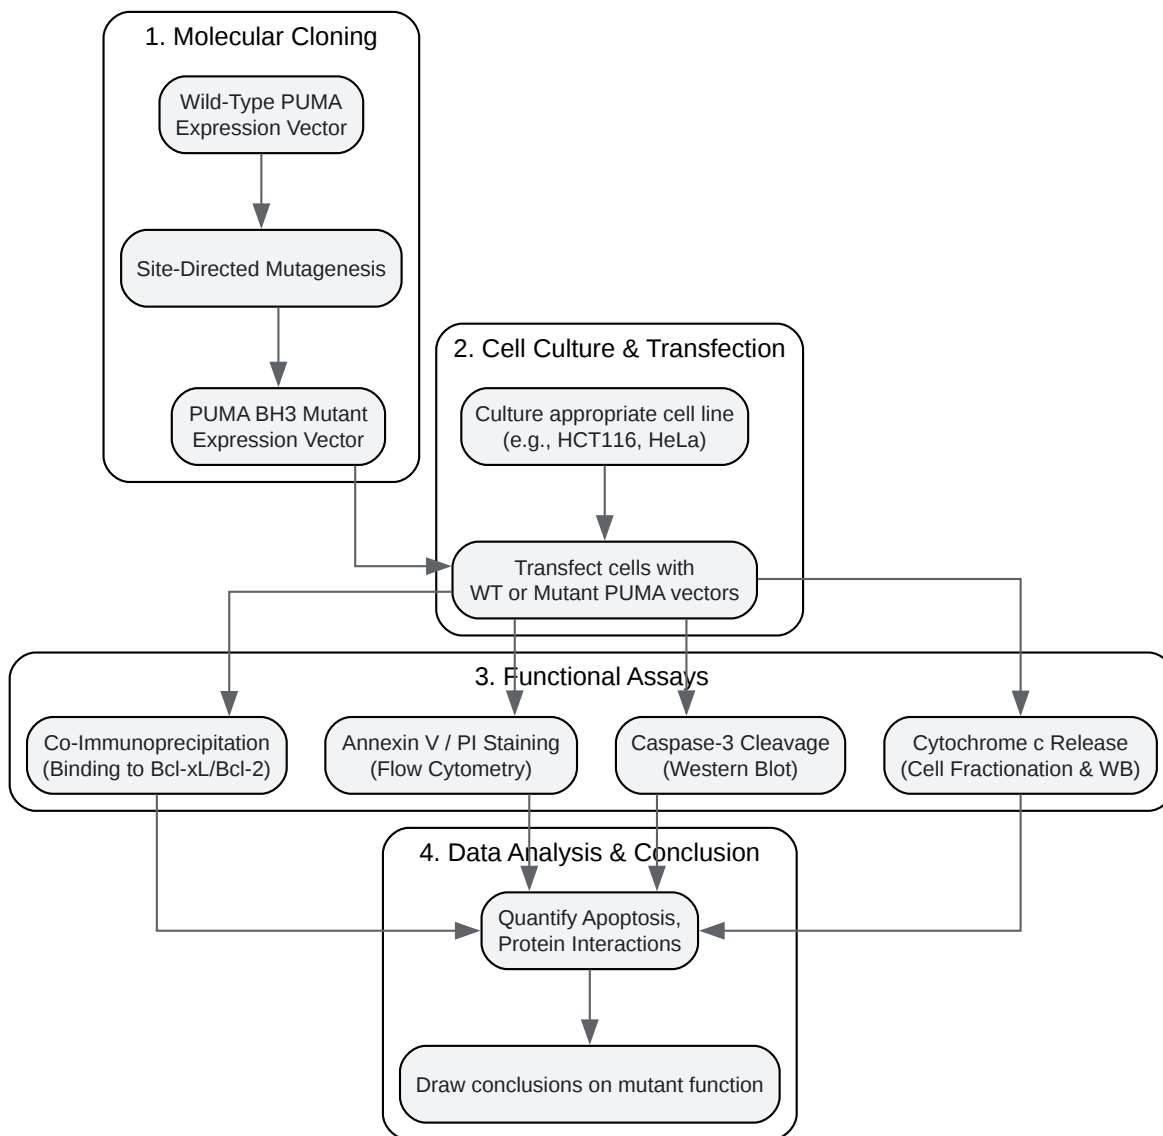 1. Molecular Cloning
Wild-Type PUMA
Expression Vector
Site-Directed Mutagenesis
PUMA BH3 Mutant
Expression Vector
2. Cell Culture & Transfection
Culture appropriate cell line
(e.g., HCT116, HeLa)
Transfect cells with
WT or Mutant PUMA vectors
3. Functional Assays
Co-Immunoprecipitation
(Binding to Bcl-xL/Bcl-2)
Annexin V / PI Staining
(Flow Cytometry)
Caspase-3 Cleavage
(Western Blot)
Cytochrome c Release
(Cell Fractionation & WB)
4. Data Analysis & Conclusion
Quantify Apoptosis,
Protein Interactions
Draw conclusions on mutant function